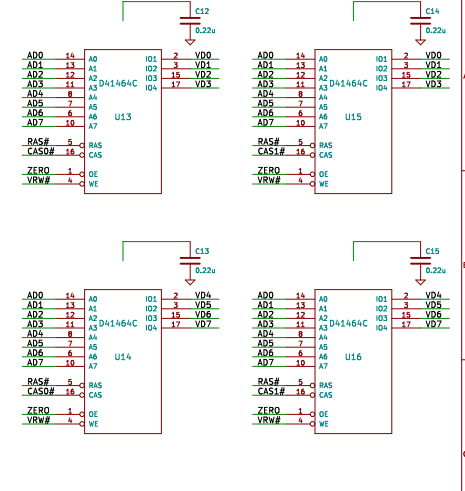 C12
0.22u
AD0 14 A0 IO1 2 VD0
AD1 13 A1 IO2 3 VD1
AD2 12 A2 IO3 15 VD2
AD3 11 A3 IO4 17 VD3
D41464C
AD4 8 A4
AD5 7 A5
AD6 6 A6
AD7 10 A7
U13
RAS# 5 RAS
CAS0# 16 CAS
ZERO 1 OE
VRW# 4 WE
C14
0.22u
AD0 14 A0 IO1 2 VD0
AD1 13 A1 IO2 3 VD1
AD2 12 A2 IO3 15 VD2
AD3 11 A3 IO4 17 VD3
D41464C
AD4 8 A4
AD5 7 A5
AD6 6 A6
AD7 10 A7
U15
RAS# 5 RAS
CAS1# 16 CAS
ZERO 1 OE
VRW# 4 WE
C13
0.22u
AD0 14 A0 IO1 2 VD4
AD1 13 A1 IO2 3 VD5
AD2 12 A2 IO3 15 VD6
AD3 11 A3 IO4 17 VD7
D41464C
AD4 8 A4
AD5 7 A5
AD6 6 A6
AD7 10 A7
U14
RAS# 5 RAS
CAS0# 16 CAS
ZERO 1 OE
VRW# 4 WE
C15
0.22u
AD0 14 A0 IO1 2 VD4
AD1 13 A1 IO2 3 VD5
AD2 12 A2 IO3 15 VD6
AD3 11 A3 IO4 17 VD7
D41464C
AD4 8 A4
AD5 7 A5
AD6 6 A6
AD7 10 A7
U16
RAS# 5 RAS
CAS1# 16 CAS
ZERO 1 OE
VRW# 4 WE